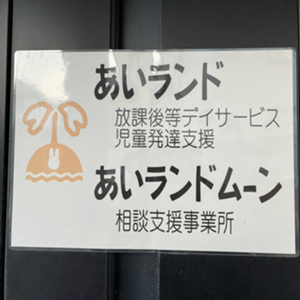 あいランド
放課後等デイサービス
児童発達支援
あいランドムーン
相談支援事業所